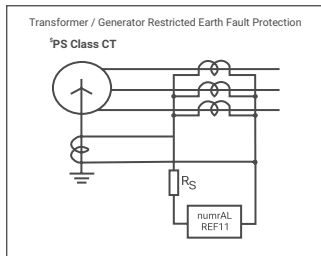 Transformer / Generator Restricted Earth Fault Protection
$PS Class CT
RS
numrAL
REF11